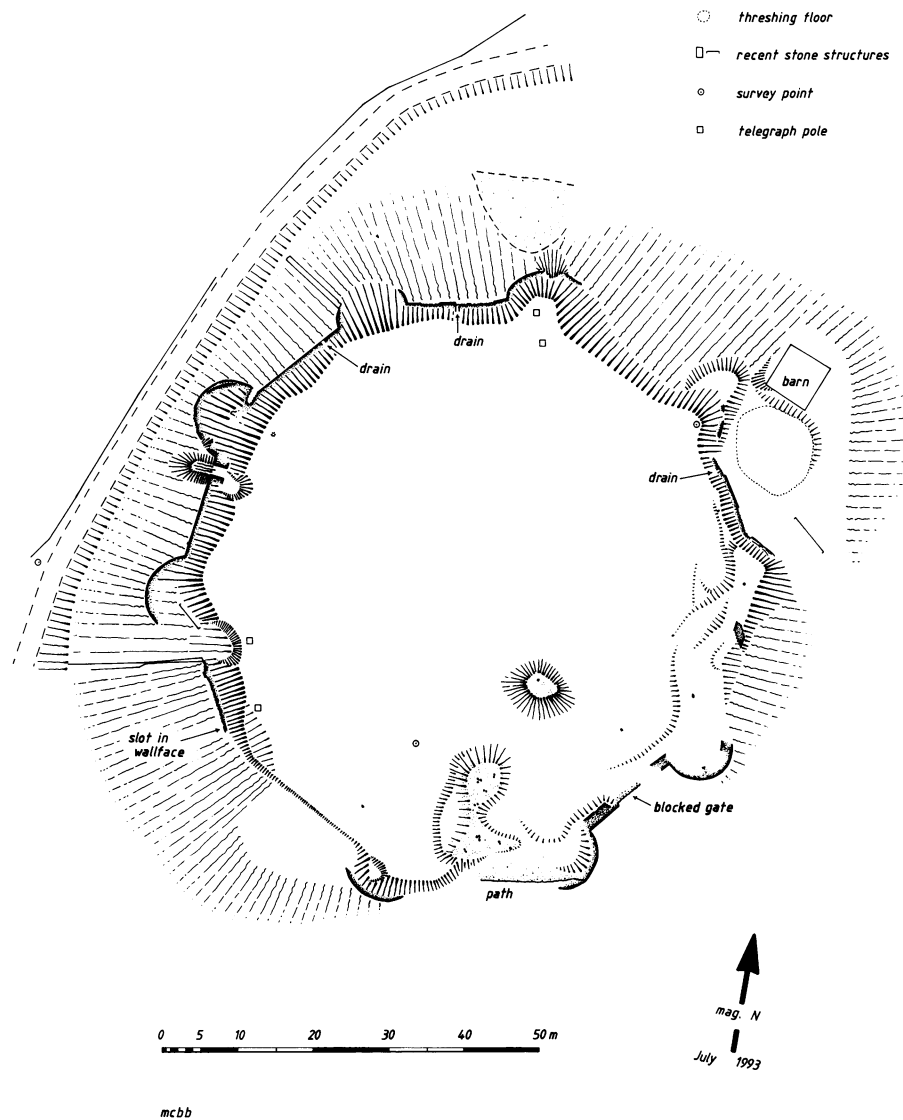 threshing floor
recent stone structures
survey point
telegraph pole
drain
drain
barn
drain
slot in
wallface
blocked gate
path
mag. N
July 1993
0 5 10 20 30 40 50 m
mcbb